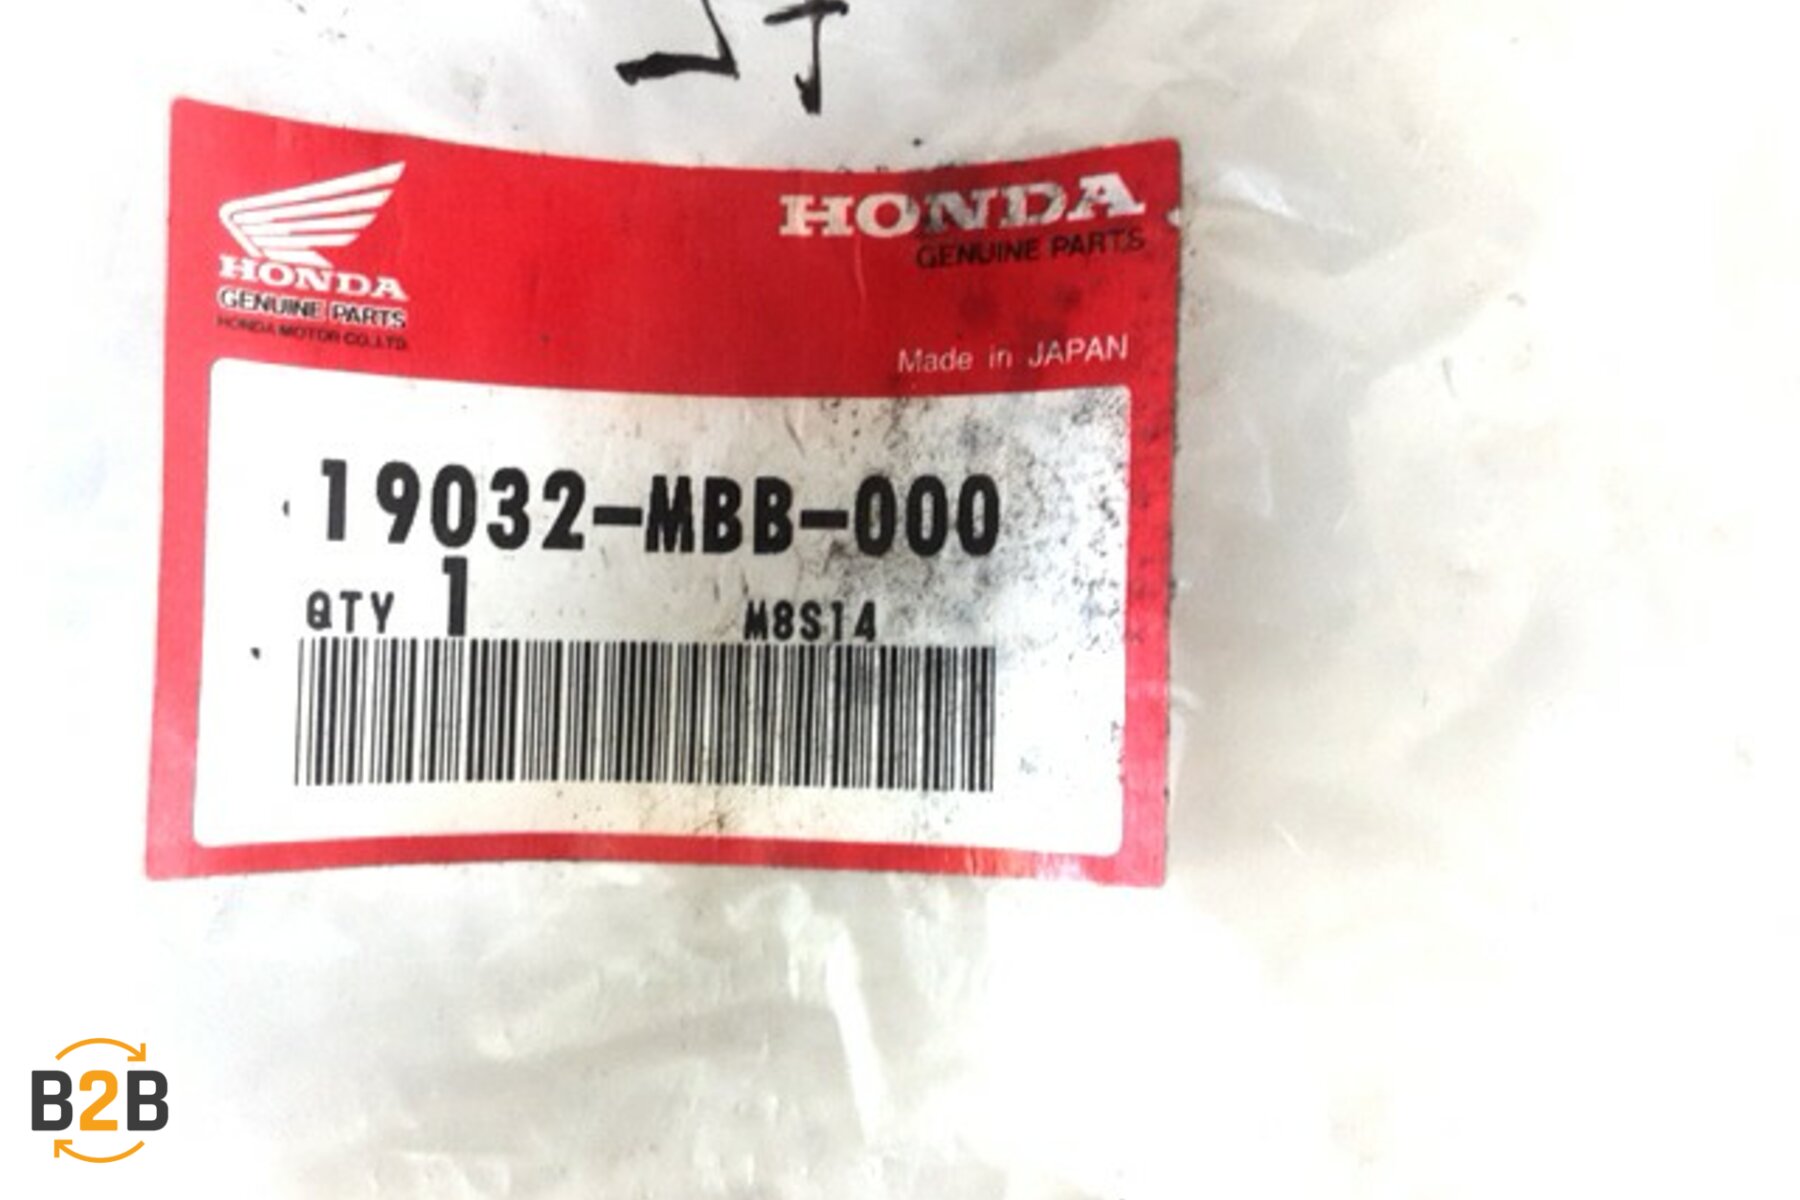 HONDA
GENUINE PARTS
HONDA MOTOR CO.,LTD.
HONDA
GENUINE PARTS
Made in JAPAN
19032-MBB-000
QTY 1 M8S14
B2B